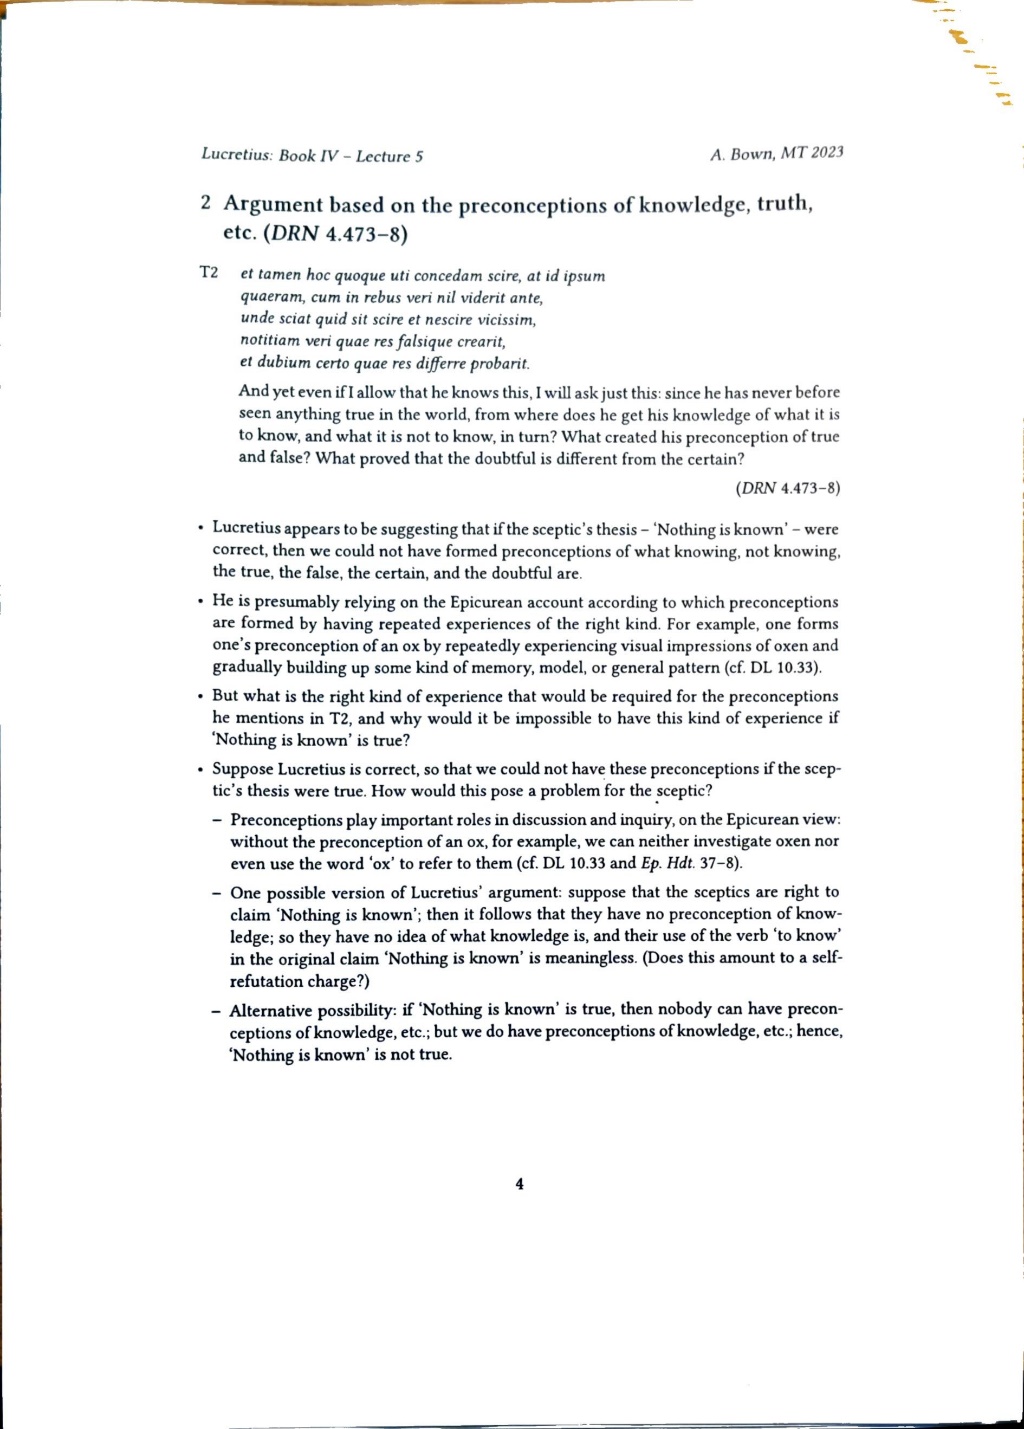 Lucretius: Book IV – Lecture 5
A. Bown, MT 2023
2 Argument based on the preconceptions of knowledge, truth,
etc. (DRN 4.473–8)
T2 et tamen hoc quoque uti concedam scire, at id ipsum
quaeram, cum in rebus veri nil viderit ante,
unde sciat quid sit scire et nescire vicissim,
notitiam veri quae res falsique crearit,
et dubium certo quae res differre probarit.
And yet even if I allow that he knows this, I will ask just this: since he has never before
seen anything true in the world, from where does he get his knowledge of what it is
to know, and what it is not to know, in turn? What created his preconception of true
and false? What proved that the doubtful is different from the certain?
(DRN 4.473–8)
• Lucretius appears to be suggesting that if the sceptic's thesis – 'Nothing is known' – were
correct, then we could not have formed preconceptions of what knowing, not knowing,
the true, the false, the certain, and the doubtful are.
• He is presumably relying on the Epicurean account according to which preconceptions
are formed by having repeated experiences of the right kind. For example, one forms
one's preconception of an ox by repeatedly experiencing visual impressions of oxen and
gradually building up some kind of memory, model, or general pattern (cf. DL 10.33).
• But what is the right kind of experience that would be required for the preconceptions
he mentions in T2, and why would it be impossible to have this kind of experience if
'Nothing is known' is true?
• Suppose Lucretius is correct, so that we could not have these preconceptions if the scep-
tic's thesis were true. How would this pose a problem for the sceptic?
– Preconceptions play important roles in discussion and inquiry, on the Epicurean view:
without the preconception of an ox, for example, we can neither investigate oxen nor
even use the word 'ox' to refer to them (cf. DL 10.33 and Ep. Hdt. 37–8).
– One possible version of Lucretius' argument: suppose that the sceptics are right to
claim 'Nothing is known'; then it follows that they have no preconception of know-
ledge; so they have no idea of what knowledge is, and their use of the verb 'to know'
in the original claim 'Nothing is known' is meaningless. (Does this amount to a self-
refutation charge?)
– Alternative possibility: if 'Nothing is known' is true, then nobody can have precon-
ceptions of knowledge, etc.; but we do have preconceptions of knowledge, etc.; hence,
'Nothing is known' is not true.
4